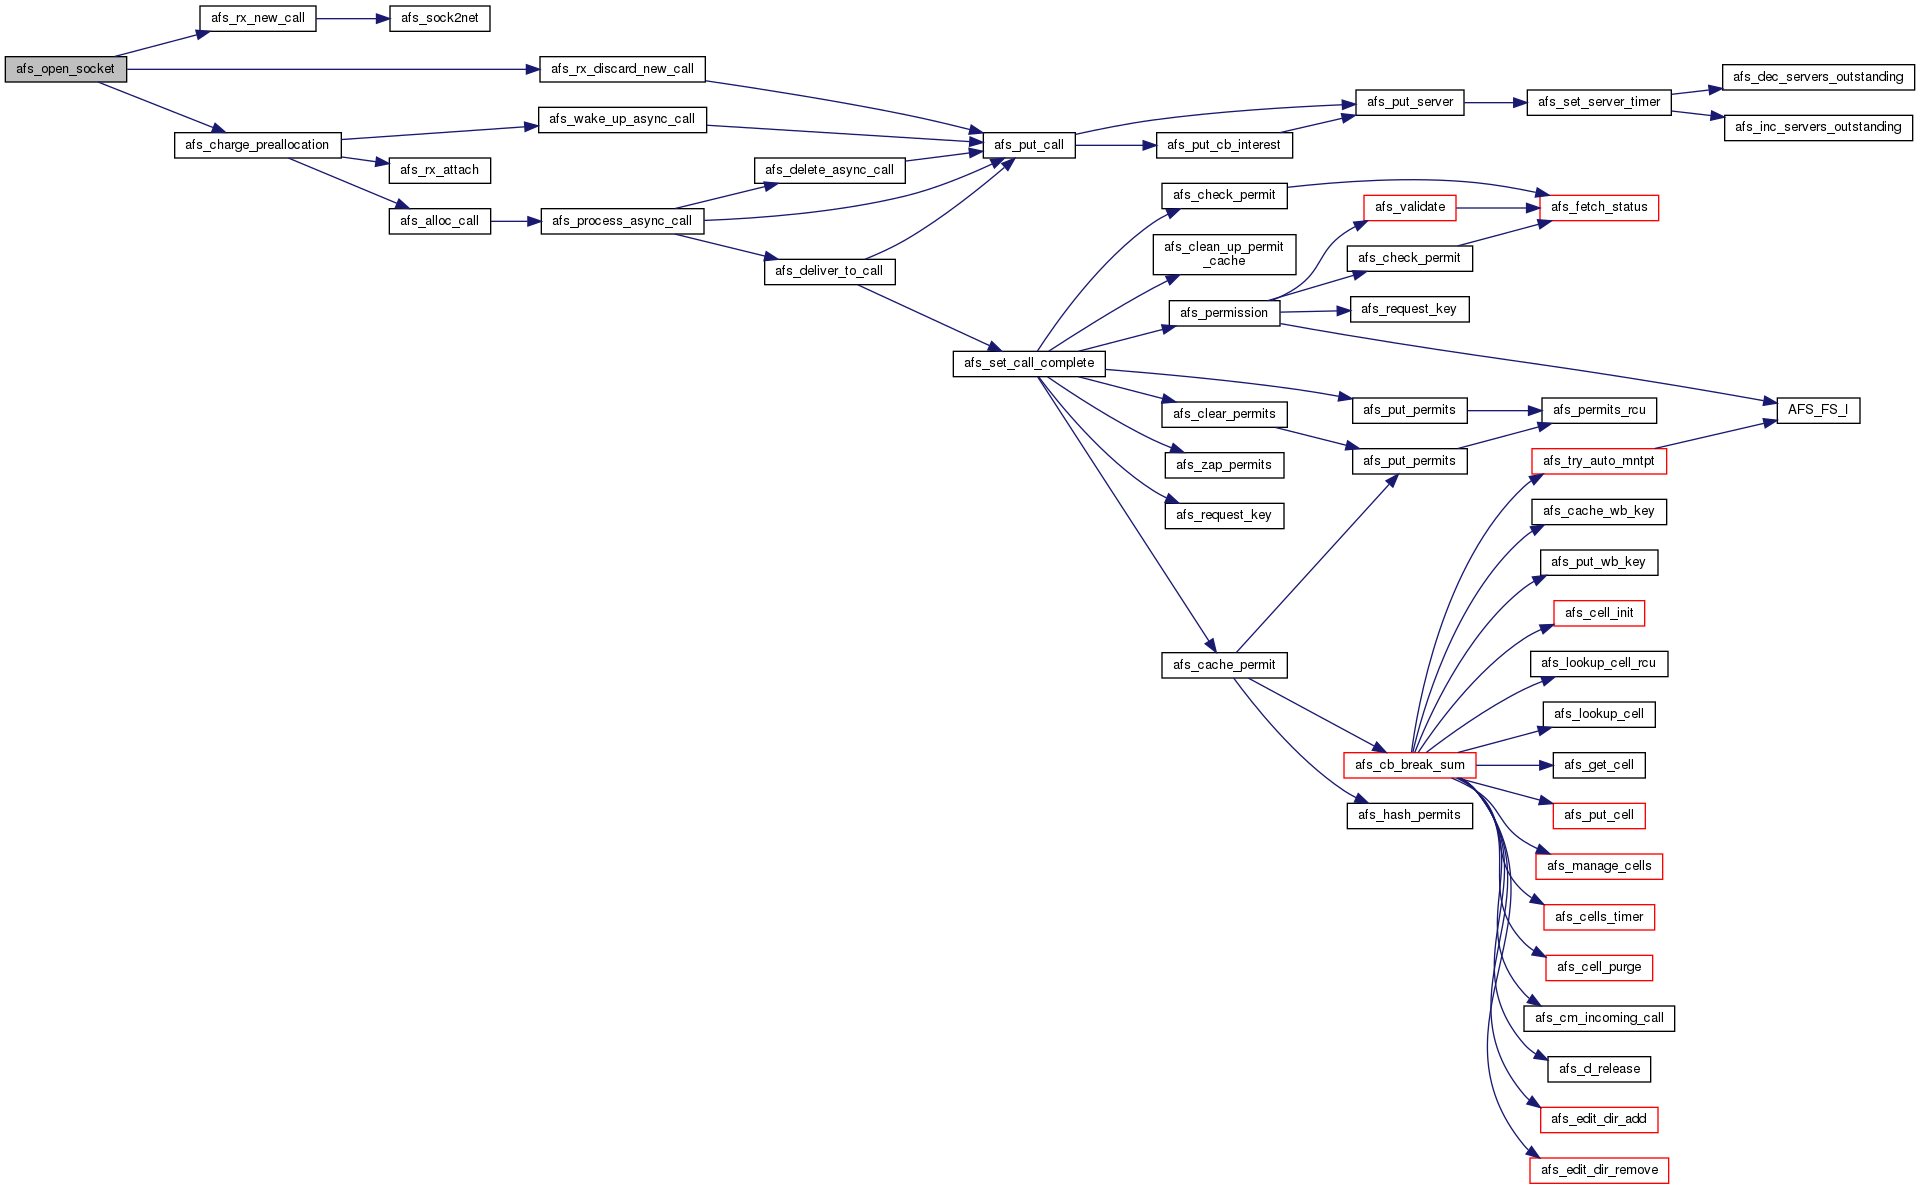 afs_rx_new_call
afs_sock2net
afs_open_socket
afs_rx_discard_new_call
afs_dec_servers_outstanding
afs_put_server
afs_set_server_timer
afs_wake_up_async_call
afs_inc_servers_outstanding
afs_charge_preallocation
afs_put_call
afs_put_cb_interest
afs_rx_attach
afs_delete_async_call
afs_check_permit
afs_validate
afs_fetch_status
afs_alloc_call
afs_process_async_call
afs_clean_up_permit
_cache
afs_check_permit
afs_deliver_to_call
afs_permission
afs_request_key
afs_set_call_complete
afs_clear_permits
afs_put_permits
afs_permits_rcu
AFS_FS_I
afs_zap_permits
afs_put_permits
afs_try_auto_mntpt
afs_request_key
afs_cache_wb_key
afs_put_wb_key
afs_cell_init
afs_cache_permit
afs_lookup_cell_rcu
afs_lookup_cell
afs_cb_break_sum
afs_get_cell
afs_hash_permits
afs_put_cell
afs_manage_cells
afs_cells_timer
afs_cell_purge
afs_cm_incoming_call
afs_d_release
afs_edit_dir_add
afs_edit_dir_remove